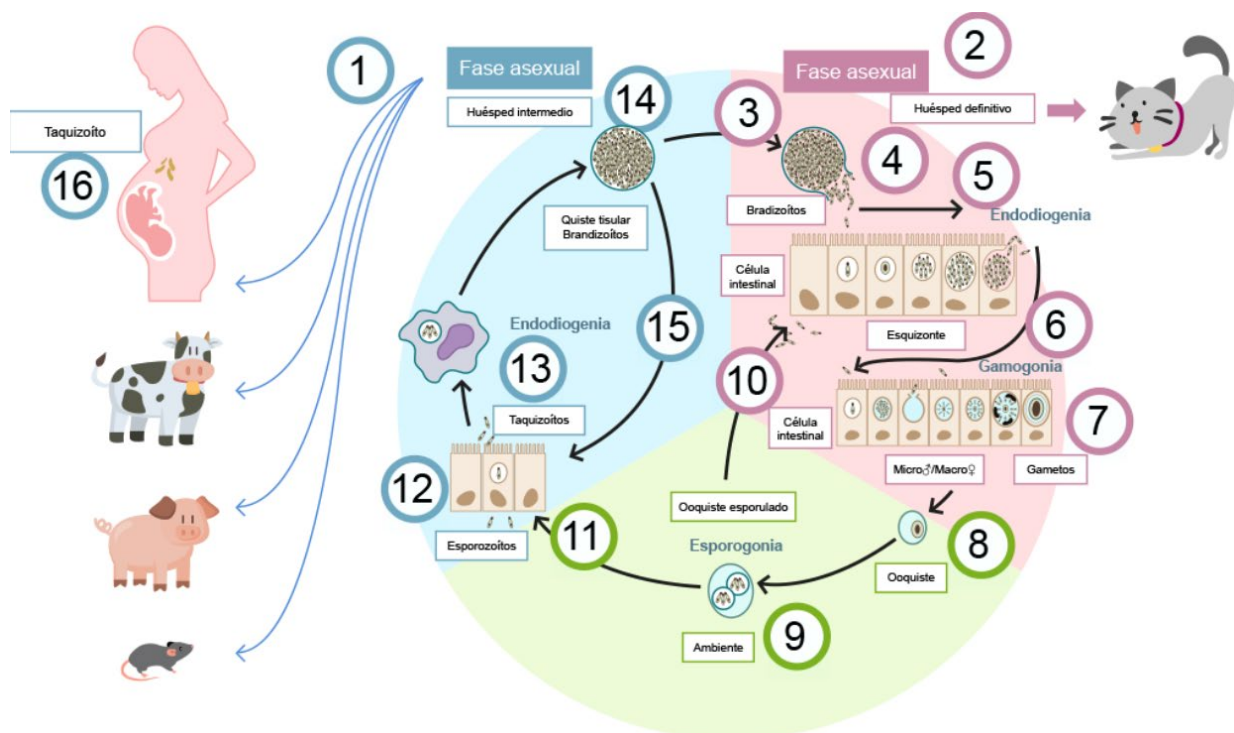 1
Fase asexual
Huésped intermedio
14
2
Fase asexual
Huésped definitivo
3
4
5
Bradizoítos
Endodiogenia
Taquizoíto
16
Quiste tisular
Brandizoítos
Célula
intestinal
Esquizonte
6
Gamogonia
Endodiogenia
15
13
Taquizoítos
10
Célula
intestinal
7
Micro♂/Macro♀
Gametos
12
Esporozoítos
11
Ooquiste esporulado
Esporogonia
8
Ooquiste
Ambiente
9